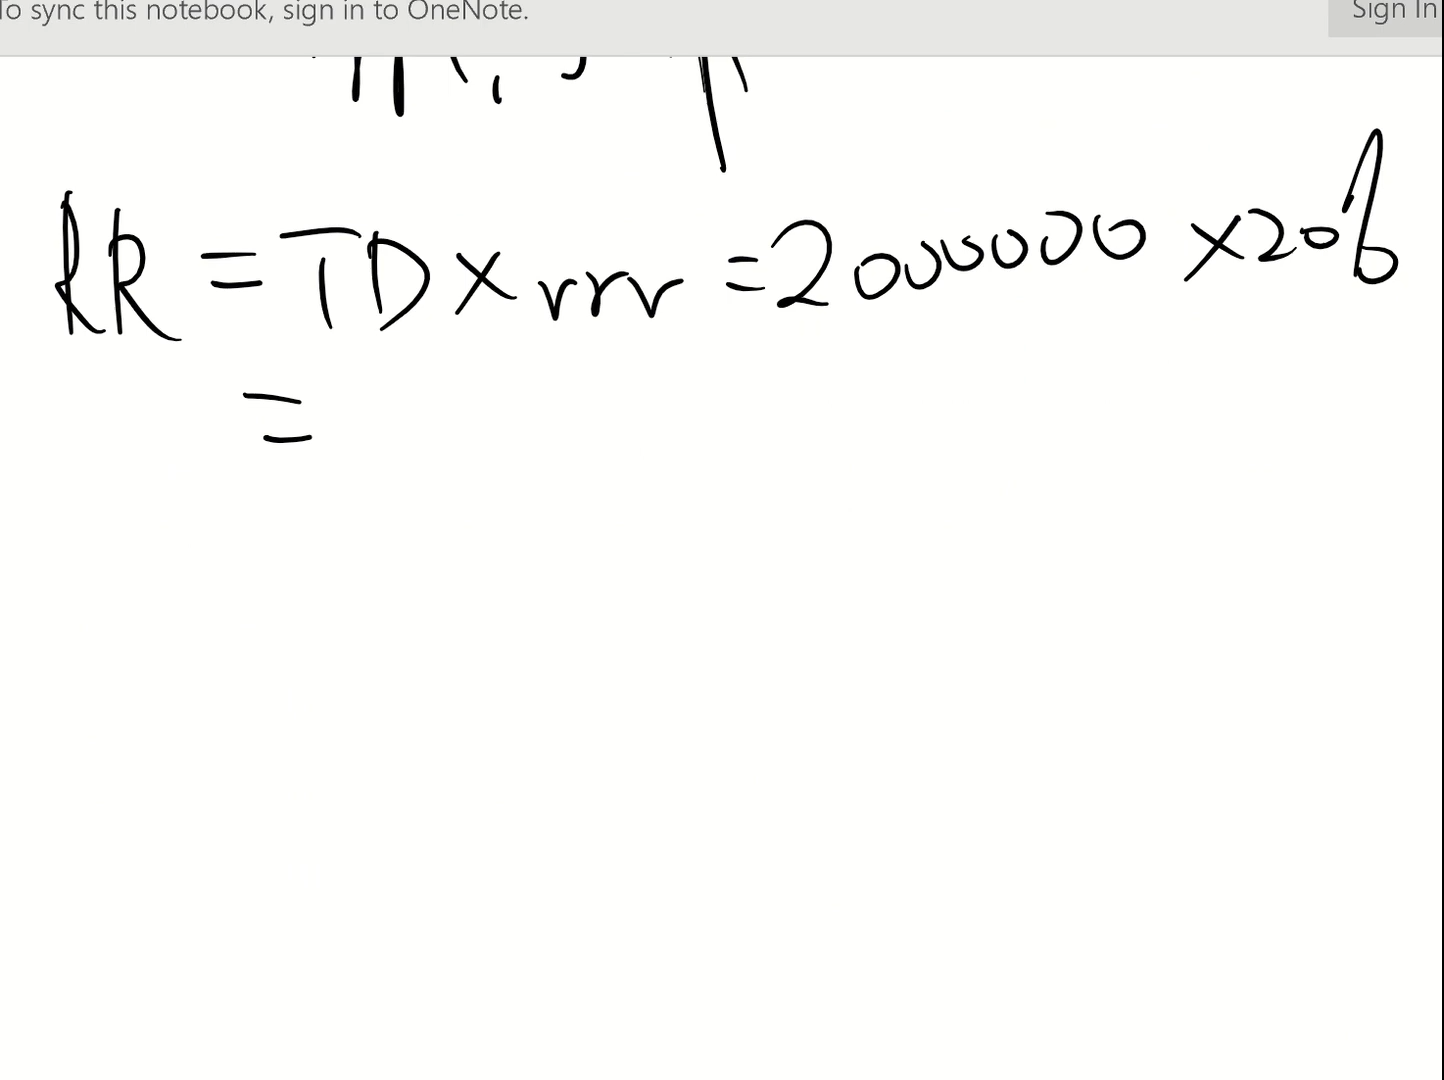 To sync this notebook, sign in to OneNote. Sign In
RR = TD × rrr = 2000000 × 20%
=